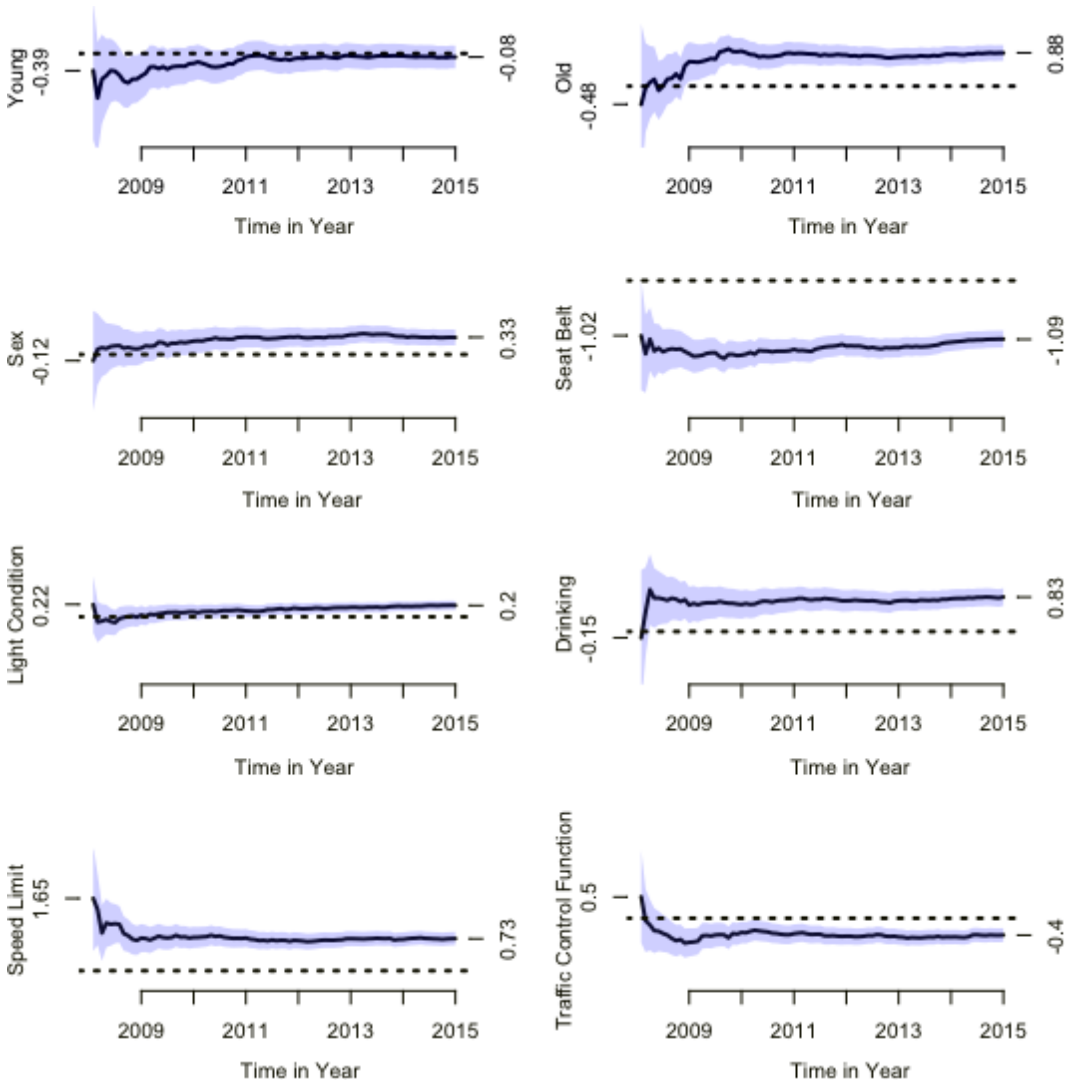 Young
-0.39
-0.08
2009 2011 2013 2015
Time in Year
Old
-0.48
0.88
2009 2011 2013 2015
Time in Year
Sex
-0.12
0.33
2009 2011 2013 2015
Time in Year
Seat Belt
-1.02
-1.09
2009 2011 2013 2015
Time in Year
Light Condition
0.22
0.2
2009 2011 2013 2015
Time in Year
Drinking
-0.15
0.83
2009 2011 2013 2015
Time in Year
Speed Limit
1.65
0.73
2009 2011 2013 2015
Time in Year
Traffic Control Function
0.5
-0.4
2009 2011 2013 2015
Time in Year